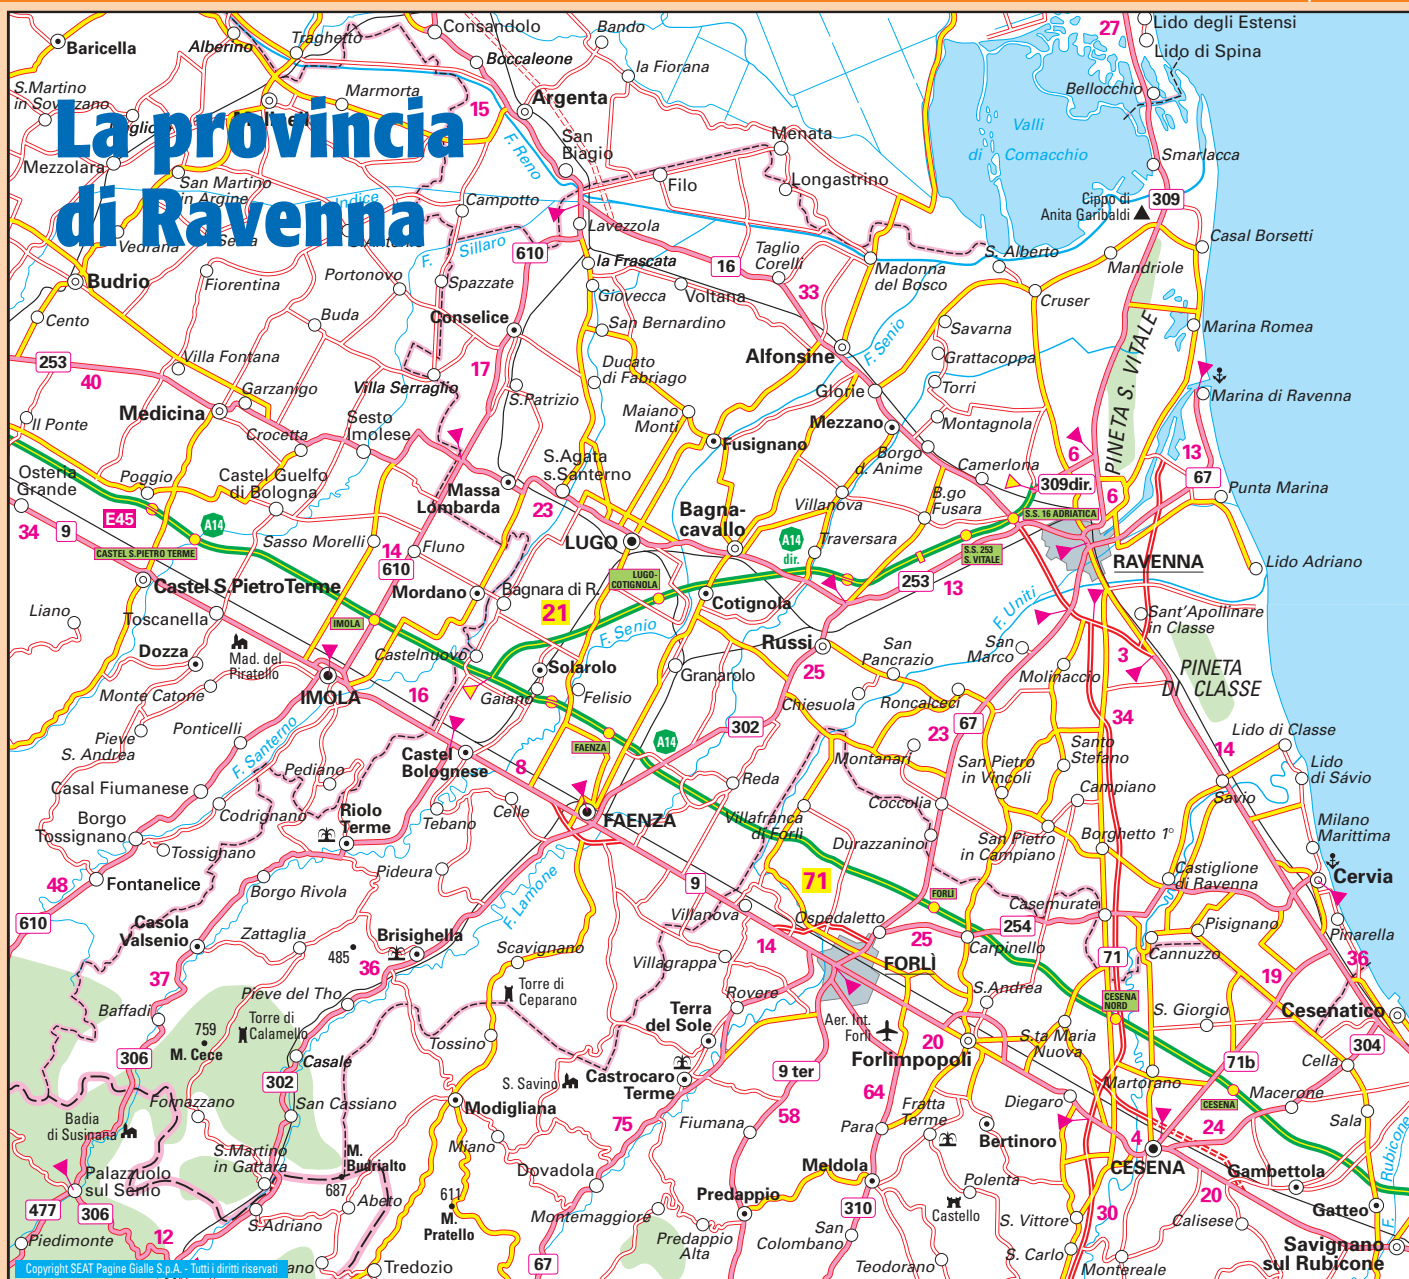 La provincia
di Ravenna
Baricella
Alberino
Traghetto
Consandolo
Bando
Boccaleone
la Fiorana
27
Lido degli Estensi
Lido di Spina
Bellocchio
S.Martino
in
Marmorta
15
Argenta
F. Reno
San
Biagio
Menata
Valli
di Comacchio
Smarlacca
Mezzolara
San Martino
in Argine
Indice
Campotto
Filo
Longastrino
Cippo di
Anita Garibaldi
309
Vedrana
F. Sillaro
610
Lavezzola
Taglio
Corelli
Casal Borsetti
S. Alberto
Budrio
Fiorentina
Portonovo
Spazzate
la Frascata
16
33
Madonna
del Bosco
Mandriole
Giovecca
Voltana
Cruser
Cento
Buda
Conselice
San Bernardino
Savarna
PINETA S. VITALE
Marina Romea
253
40
Villa Fontana
Garzanigo
Villa Serraglio
17
Ducato
di Fabriago
Alfonsine
F. Senio
Grattacoppa
Torri
Glorie
Marina di Ravenna
Medicina
S.Patrizio
Maiano
Monti
Mezzano
Montagnola
Il Ponte
Crocetta
Sesto
Imolese
Fusignano
Borgo
d. Anime
6
13
Osteria
Grande
Poggio
Castel Guelfo
di Bologna
S.Agata
s.Santerno
Camerlona
309dir.
67
Punta Marina
Massa
Lombarda
23
Bagna-
cavallo
Villanova
B.go
Fusara
6
S.S. 16 ADRIATICA
34
9
E45
A14
CASTEL S.PIETRO TERME
Sasso Morelli
14
610
Fluno
LUGO
A14
dir.
Traversara
S.S. 253
S. VITALE
RAVENNA
Lido Adriano
Castel S.PietroTerme
Mordano
Bagnara di R.
LUGO-
COTIGNOLA
Cotignola
253
13
F. Uniti
Sant'Apollinare
in Classe
Liano
Toscanella
IMOLA
21
F. Senio
Russi
San
Pancrazio
San
Marco
3
Dozza
Mad. del
Piratello
Castelnuovo
Solarolo
Granarolo
25
Molinaccio
PINETA
DI CLASSE
Monte Catone
IMOLA
16
Gaiano
Felisio
Chiesuola
Roncalceci
Ponticelli
302
67
23
34
Lido di Classe
Pieve
S. Andrea
F. Santerno
Castel
Bolognese
FAENZA
A14
Montanari
Santo
Stefano
14
Pediano
8
Reda
San Pietro
in Vincoli
Lido
di Sávio
Casal Fiumanese
Coccolia
Campiano
Savio
Borgo
Tossignano
Codrignano
Riolo
Terme
Tebano
Celle
FAENZA
Villafranca
di Forlì
Milano
Marittima
Tossignano
Durazzanino
San Pietro
in Campiano
Borghetto 1°
48
Fontanelice
Borgo Rivola
Pideura
F. Lamone
9
71
FORLI
Castiglione
di Ravenna
Cervia
610
Casola
Valsenio
Zattaglia
Brisighella
Villanova
Ospedaletto
Casemurate
Pisignano
Pinarella
485
Scavignano
14
25
254
37
36
Villagrappa
Carpinello
71
Cannuzzo
36
FORLÌ
19
Baffadi
Pieve del Tho
Torre di
Ceparano
Rovere
S.Andrea
CESENA
NORD
S. Giorgio
Cesenatico
759
M. Cece
Torre di
Calamello
Terra
del Sole
Aer. Int.
Forlì
20
S.ta Maria
Nuova
306
Casale
Tossino
Forlimpopoli
71b
Cella
304
302
S. Savino
Castrocaro
Terme
9 ter
64
Martorano
Fornazzano
San Cassiano
Modigliana
75
58
Fratta
Terme
Diegaro
CESENA
Macerone
Badia
di Susinana
Fiumana
Para
24
Sala
S.Martino
in Gattara
M.
Budrialto
Miano
Bertinoro
4
CESENA
Palazzuolo
sul Senio
687
Abeto
611
M.
Pratello
Dovadola
Meldola
Gambettola
F. Rubicone
477
306
Predappio
Polenta
20
Gatteo
S.Adriano
Montemaggiore
310
Castello
S. Vittore
30
Calisese
Piedimonte
12
Predappio
Alta
San
Colombano
S. Carlo
Savignano
sul Rubicone
Tredozio
67
Teodorano
Montereale
Copyright SEAT Pagine Gialle S.p.A. - Tutti i diritti riservati